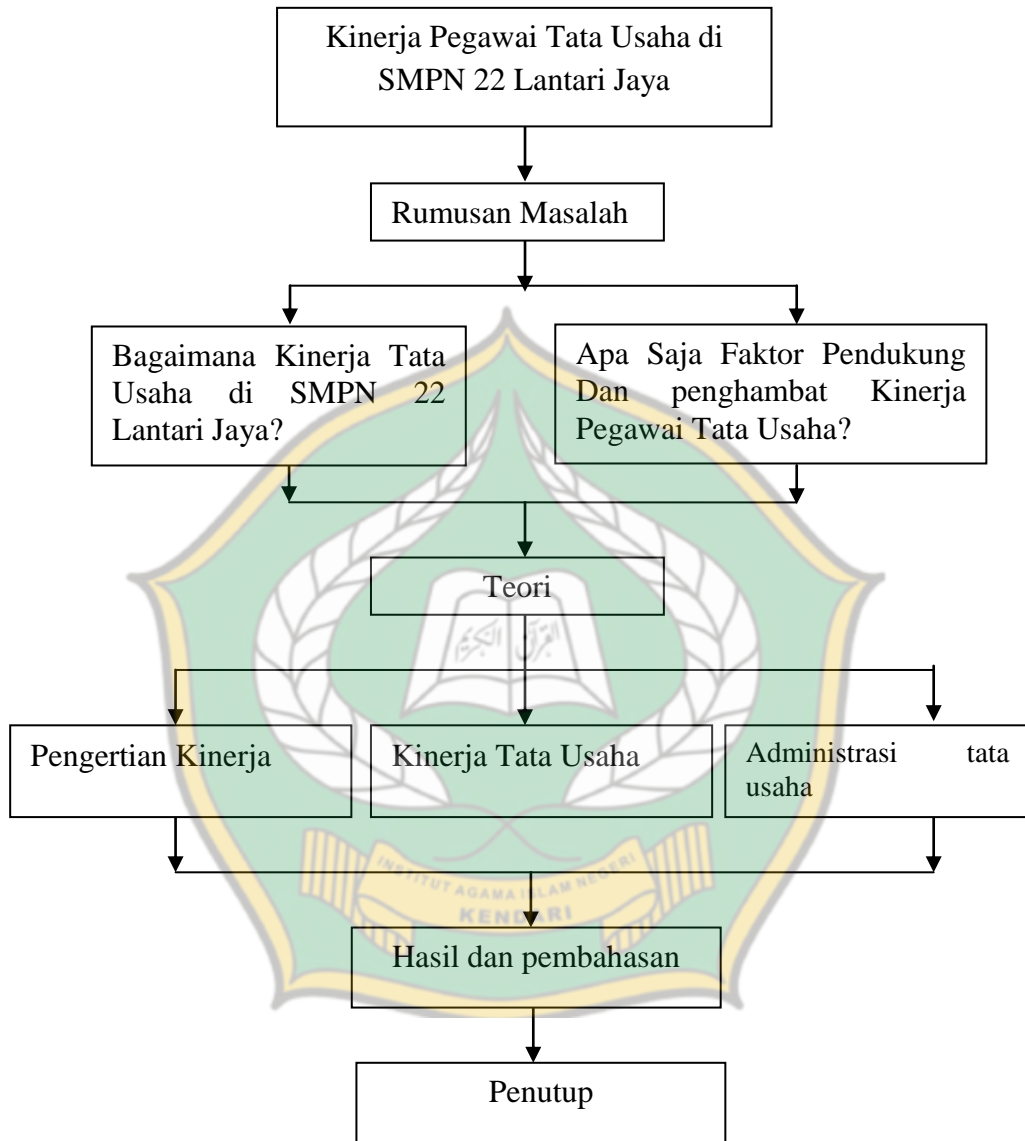 Kinerja Pegawai Tata Usaha di
SMPN 22 Lantari Jaya
Rumusan Masalah
Bagaimana Kinerja Tata
Usaha di SMPN 22
Lantari Jaya?
Apa Saja Faktor Pendukung
Dan penghambat Kinerja
Pegawai Tata Usaha?
Teori
القرآن الكريم
Pengertian Kinerja
Kinerja Tata Usaha
Administrasi tata
usaha
INSTITUT AGAMA ISLAM NEGERI
KENDARI
Hasil dan pembahasan
Penutup